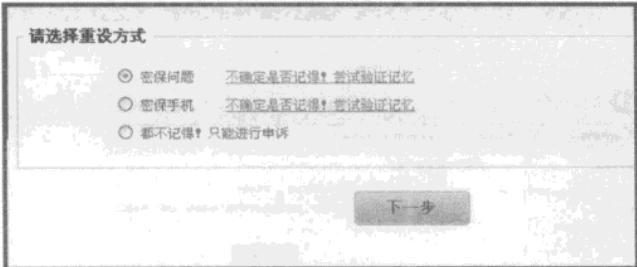 请选择重设方式
密保问题 不确定是否记得？尝试验证记忆
密保手机 不确定是否记得？尝试验证记忆
都不记得？只能进行申诉
下一步